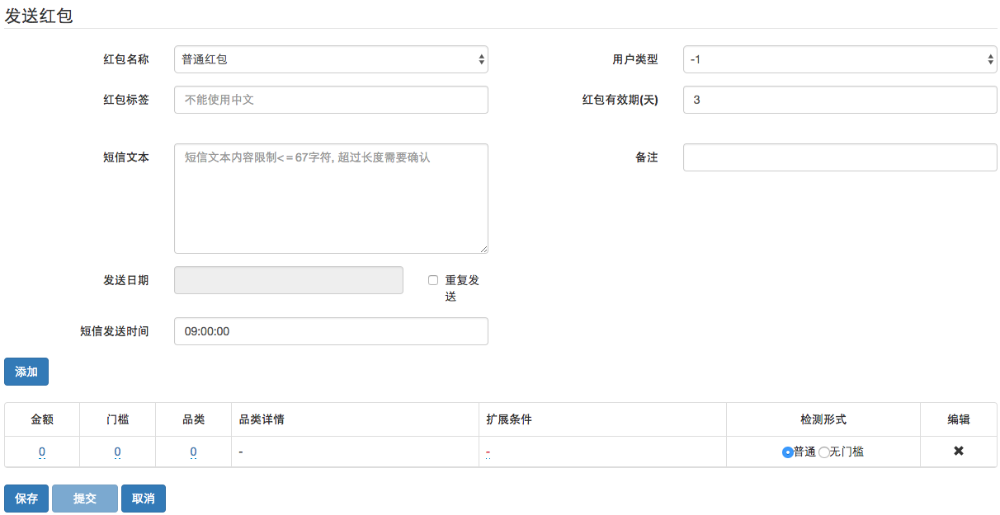 发送红包
红包名称 普通红包 用户类型 -1
红包标签 不能使用中文 红包有效期(天) 3
短信文本 短信文本内容限制<=67字符, 超过长度需要确认 备注
发送日期 重复发
送
短信发送时间 09:00:00
添加
金额 门槛 品类 品类详情 扩展条件 检测形式 编辑
0 0 0 - - 普通 无门槛 ✖
保存 提交 取消